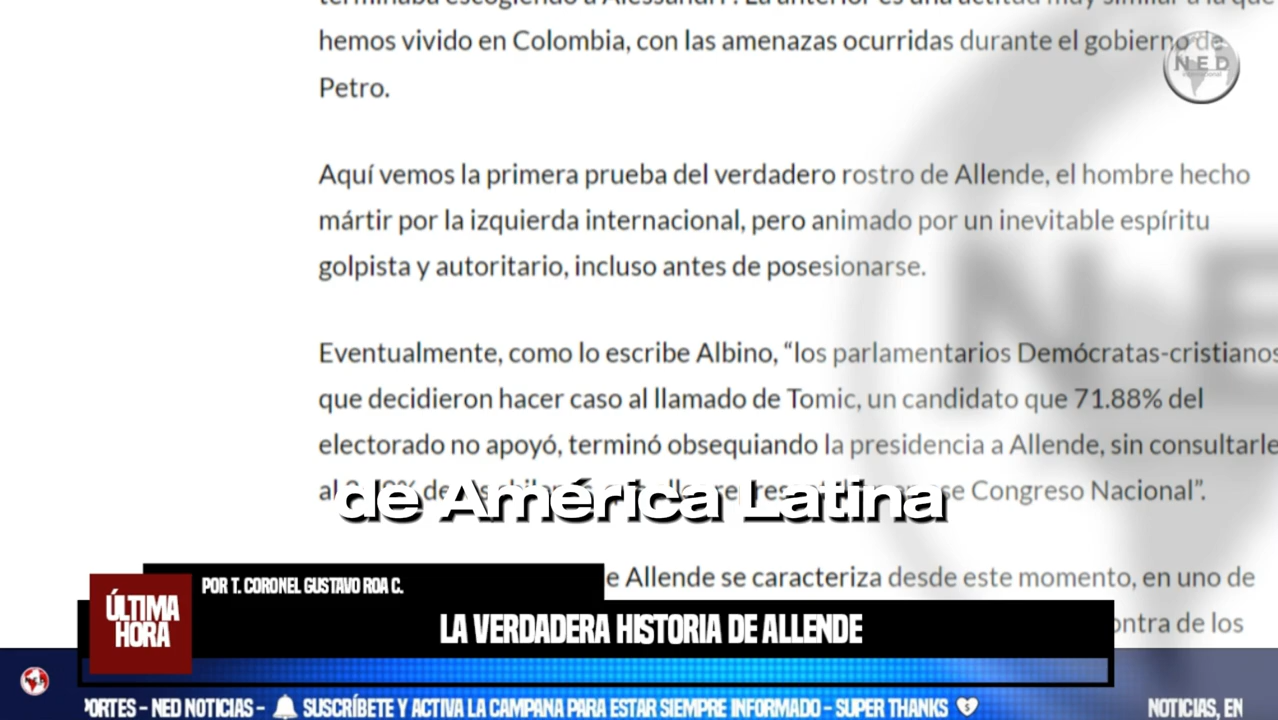 hemos vivido en Colombia, con las amenazas ocurridas durante el gobierno de
Petro.
NED
Aquí vemos la primera prueba del verdadero rostro de Allende, el hombre hecho
mártir por la izquierda internacional, pero animado por un inevitable espíritu
golpista y autoritario, incluso antes de posesionarse.
Eventualmente, como lo escribe Albino, “los parlamentarios Demócratas-cristianos
que decidieron hacer caso al llamado de Tomic, un candidato que 71.88% del
electorado no apoyó, terminó obsequiando la presidencia a Allende, sin consultarle
se Congreso Nacional”.
de América Latina
e Allende se caracteriza desde este momento, en uno de
ontra de los
POR T. CORONEL GUSTAVO ROA C.
ÚLTIMA
HORA
LA VERDADERA HISTORIA DE ALLENDE
PORTES - NED NOTICIAS - SUSCRÍBETE Y ACTIVA LA CAMPANA PARA ESTAR SIEMPRE INFORMADO - SUPER THANKS
NOTICIAS, EN